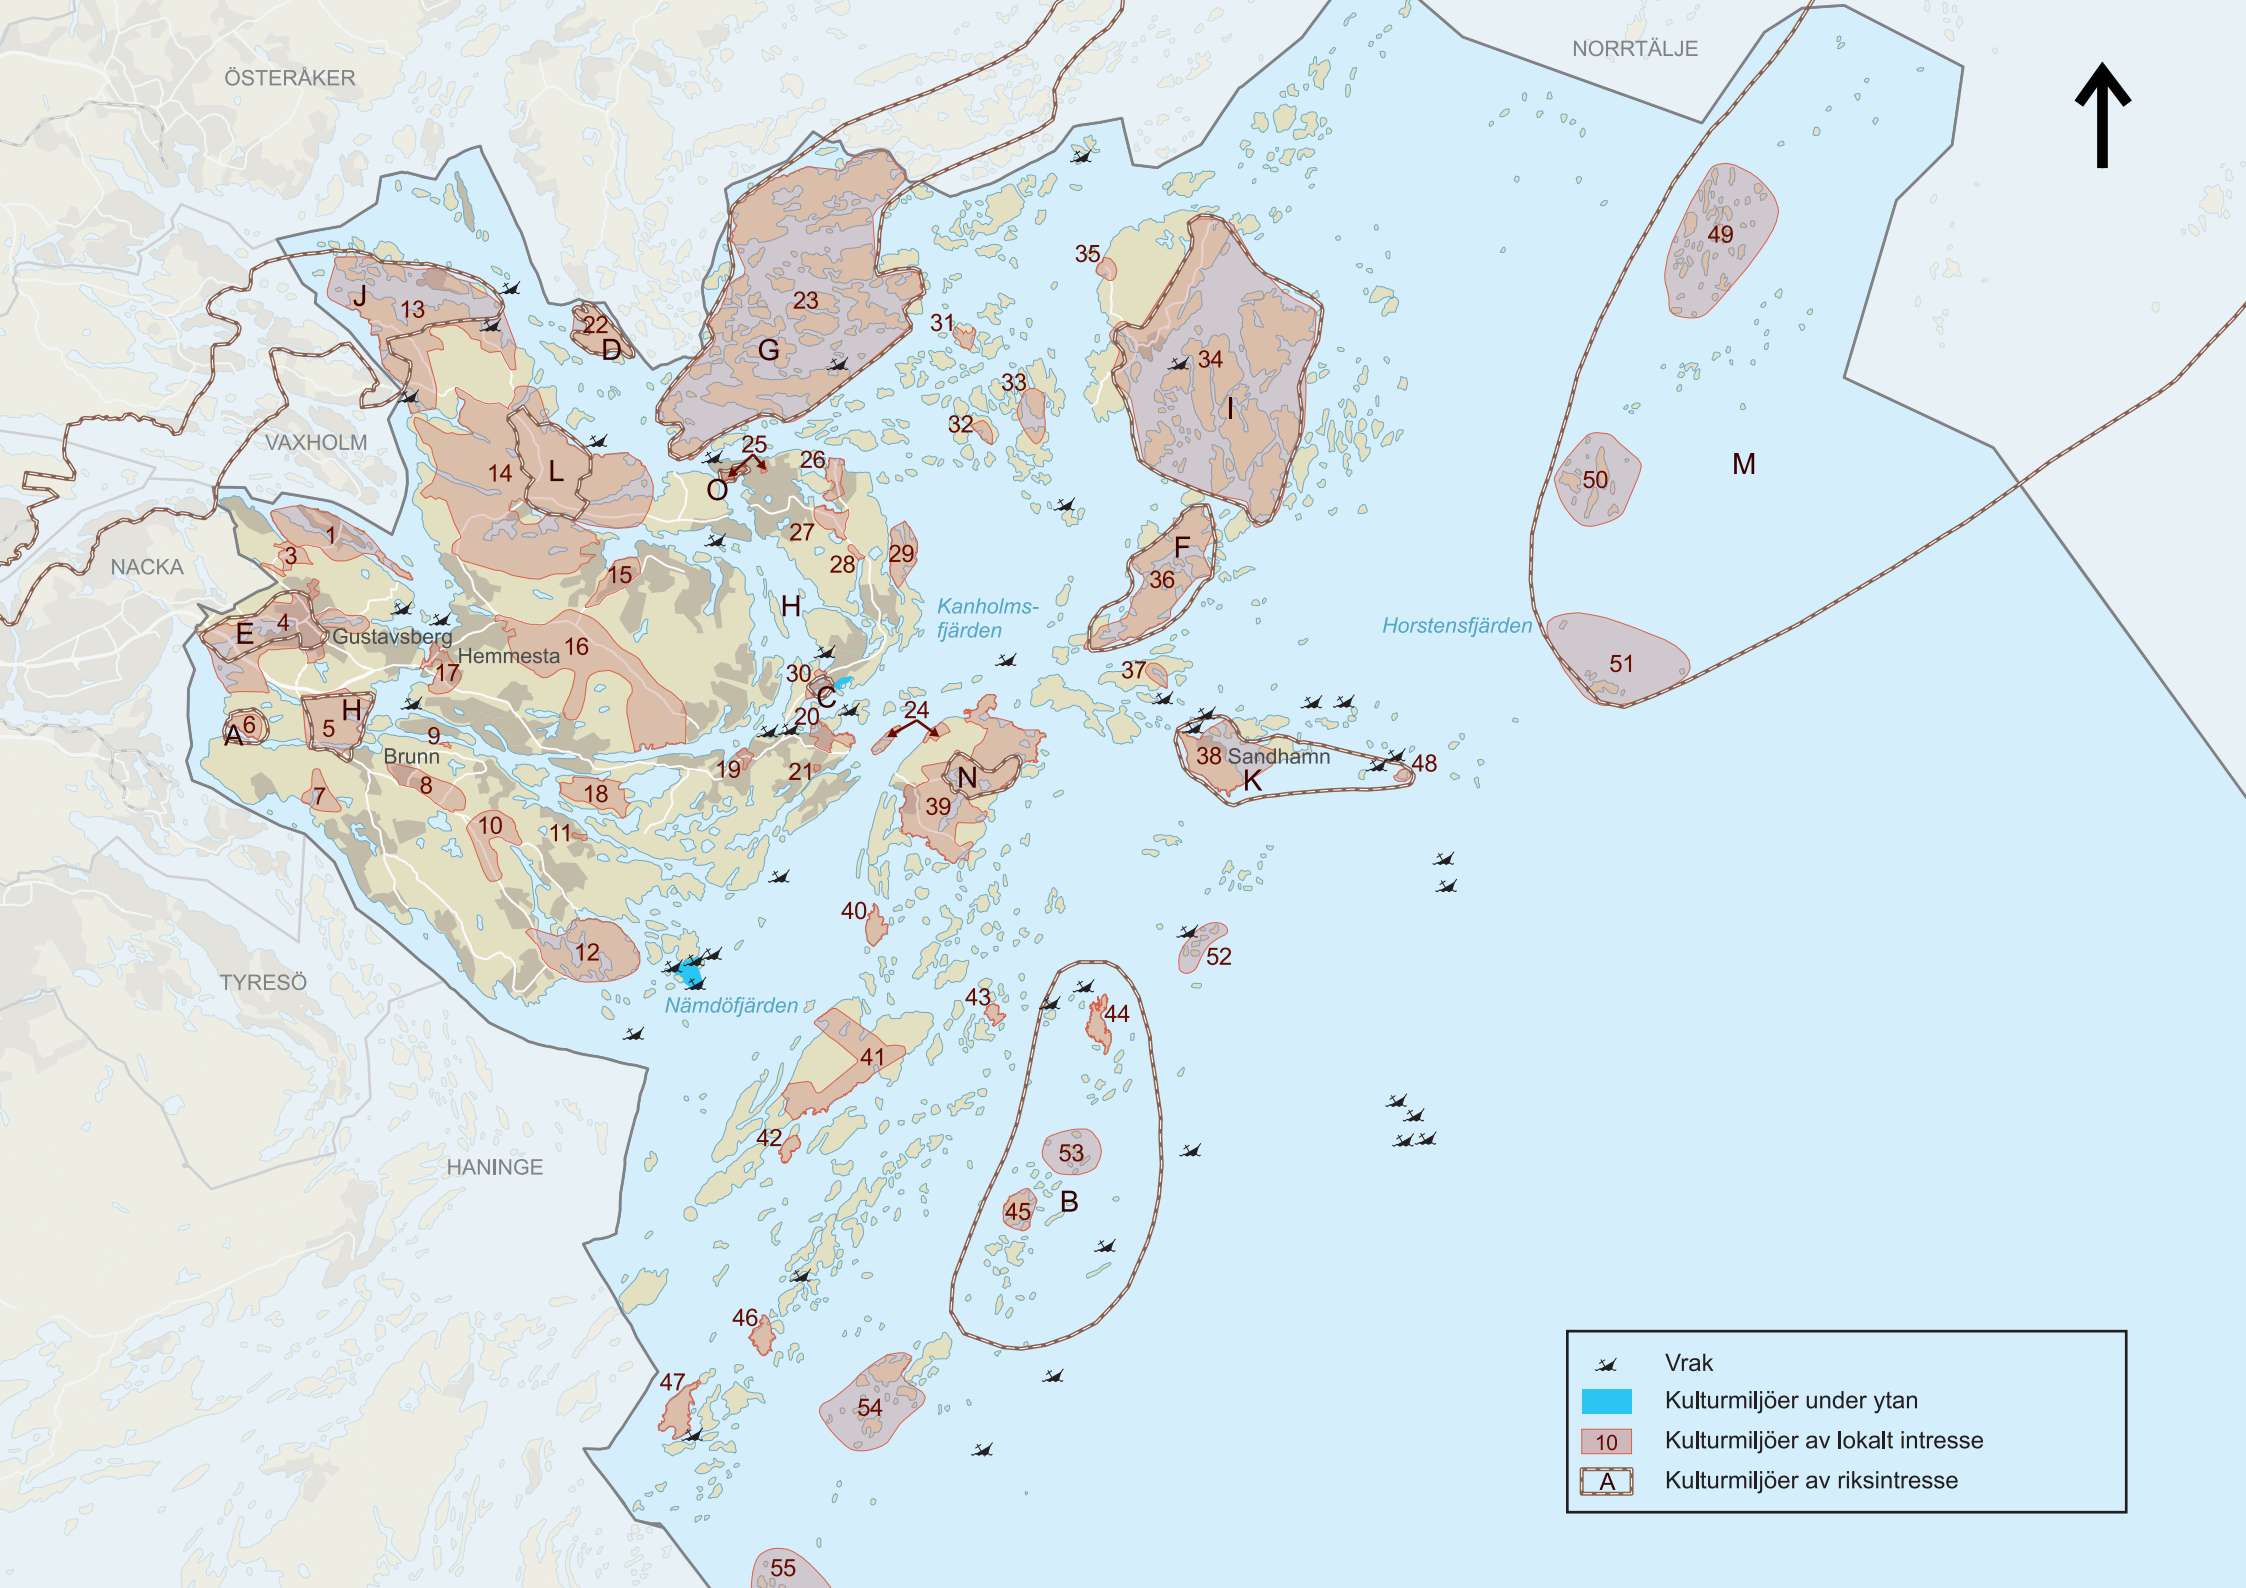 NORRTÄLJE
ÖSTERÅKER
49
35
J
13
23
22
D
G
31
34
33
I
32
VAXHOLM
25
26
14
L
O
M
50
1
27
3
28
29
F
NACKA
15
36
H
Kanholms-
fjärden
4
E
Gustavsberg
Horstensfjärden
16
Hemmesta
51
17
30
37
C
H
24
20
6
5
A
9
Brunn
38
Sandhamn
48
19
21
N
K
8
7
18
39
10
11
40
12
52
TYRESÖ
Nämdöfjärden
43
44
41
42
53
HANINGE
B
45
46
47
54
55
Vrak
Kulturmiljöer under ytan
10 Kulturmiljöer av lokalt intresse
A Kulturmiljöer av riksintresse